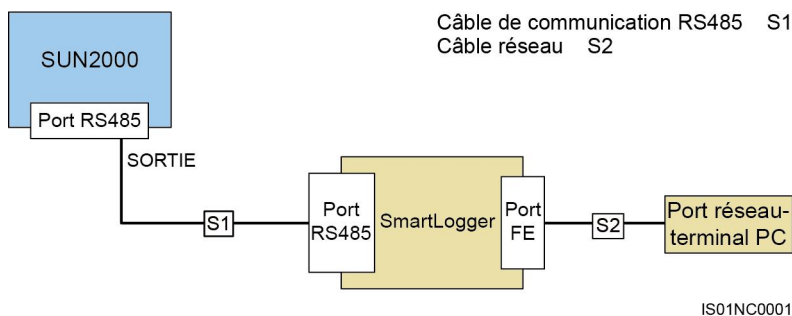 Câble de communication RS485 S1
Câble réseau S2
SUN2000
Port RS485
SORTIE
S1
Port
RS485
SmartLogger
Port
FE
S2
Port réseau-
terminal PC
IS01NC0001